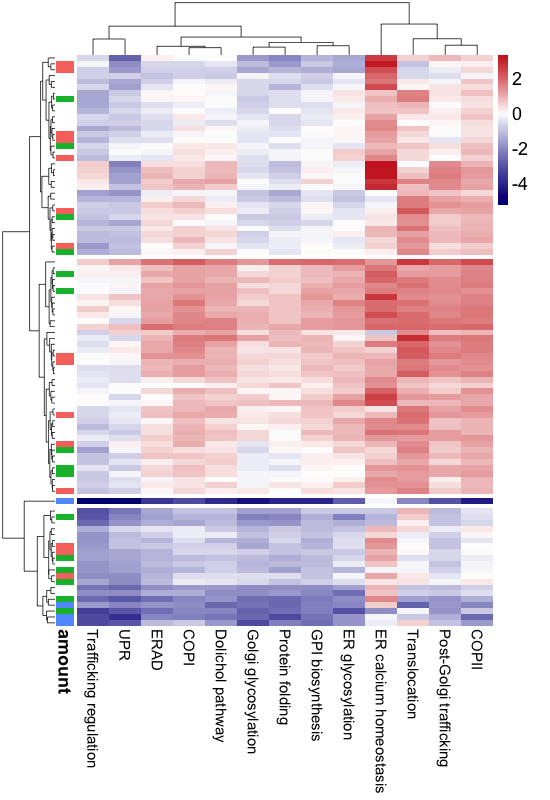 2
0
-2
-4
amount
Trafficking regulation
UPR
ERAD
COPI
Dolichol pathway
Golgi glycosylation
Protein folding
GPI biosynthesis
ER glycosylation
ER calcium homeostasis
Translocation
Post-Golgi trafficking
COPII